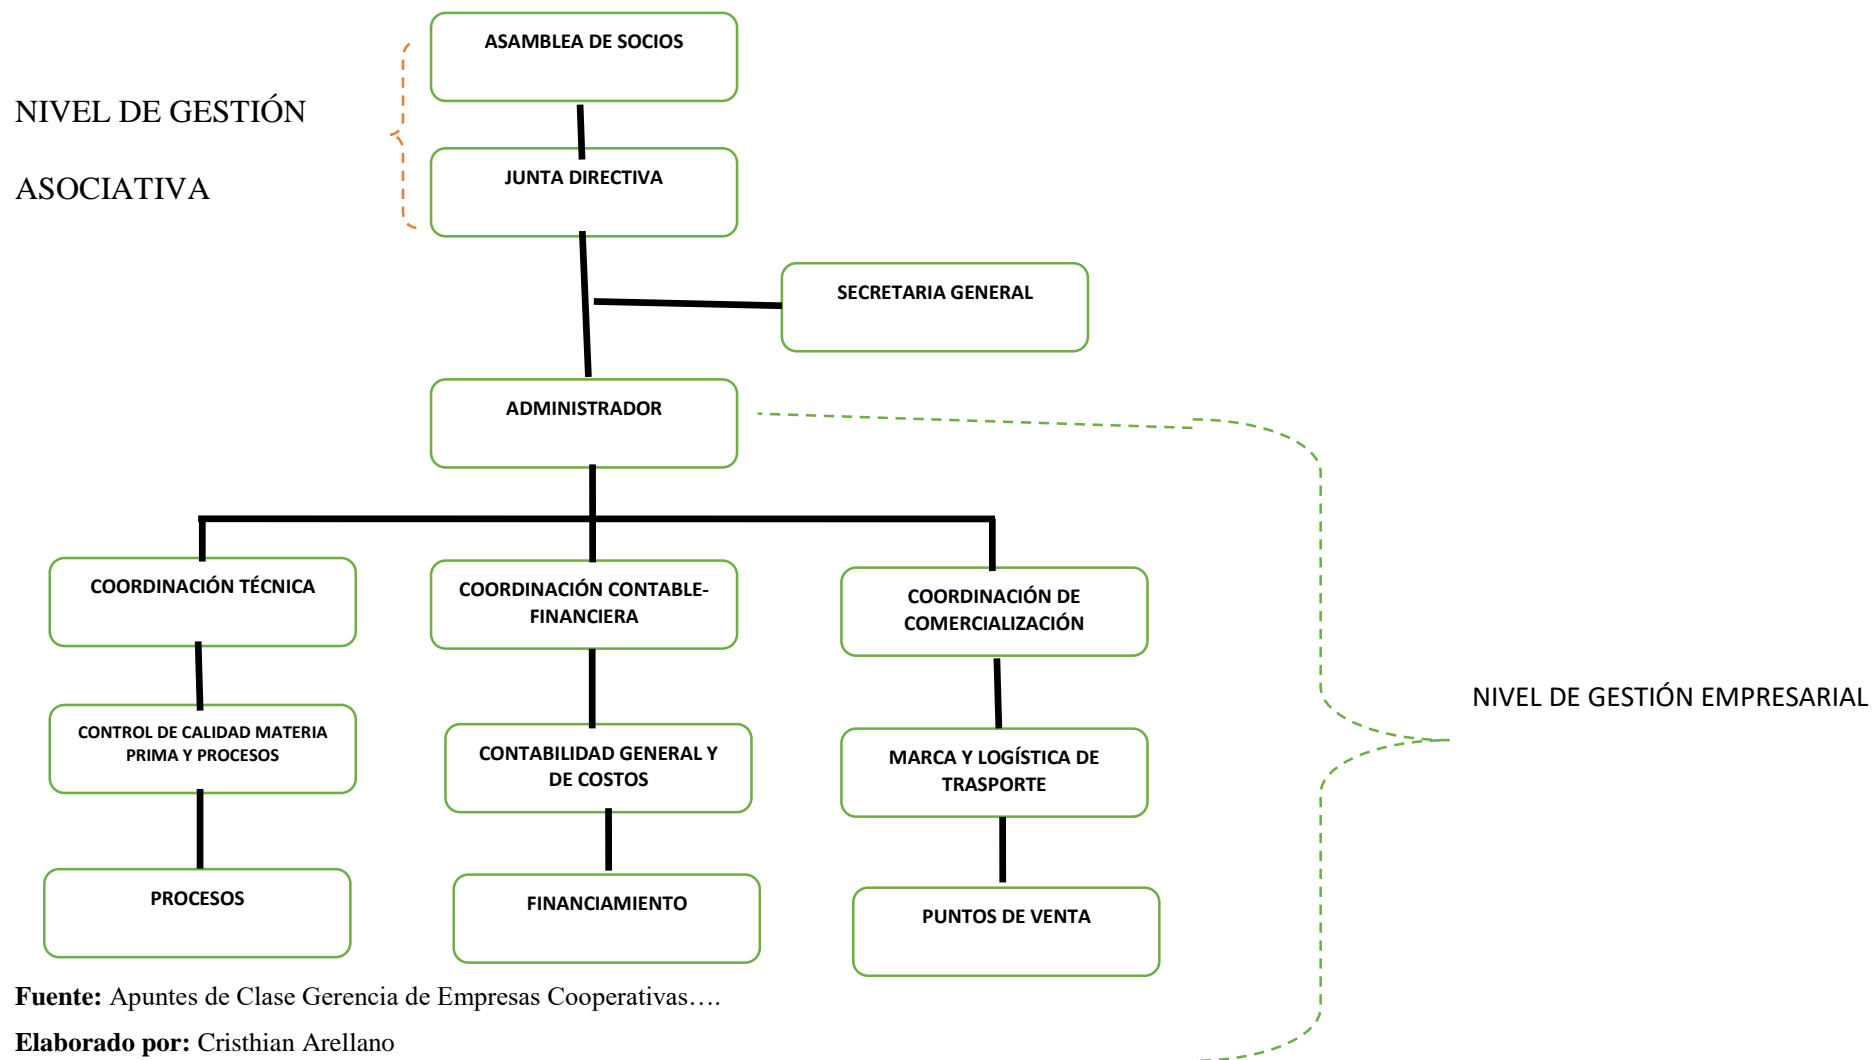 ASAMBLEA DE SOCIOS
NIVEL DE GESTIÓN
ASOCIATIVA
JUNTA DIRECTIVA
SECRETARIA GENERAL
ADMINISTRADOR
COORDINACIÓN TÉCNICA
COORDINACIÓN CONTABLE-
FINANCIERA
COORDINACIÓN DE
COMERCIALIZACIÓN
NIVEL DE GESTIÓN EMPRESARIAL
CONTROL DE CALIDAD MATERIA
PRIMA Y PROCESOS
CONTABILIDAD GENERAL Y
DE COSTOS
MARCA Y LOGÍSTICA DE
TRASPORTE
PROCESOS
FINANCIAMIENTO
PUNTOS DE VENTA
Fuente: Apuntes de Clase Gerencia de Empresas Cooperativas….
Elaborado por: Cristhian Arellano